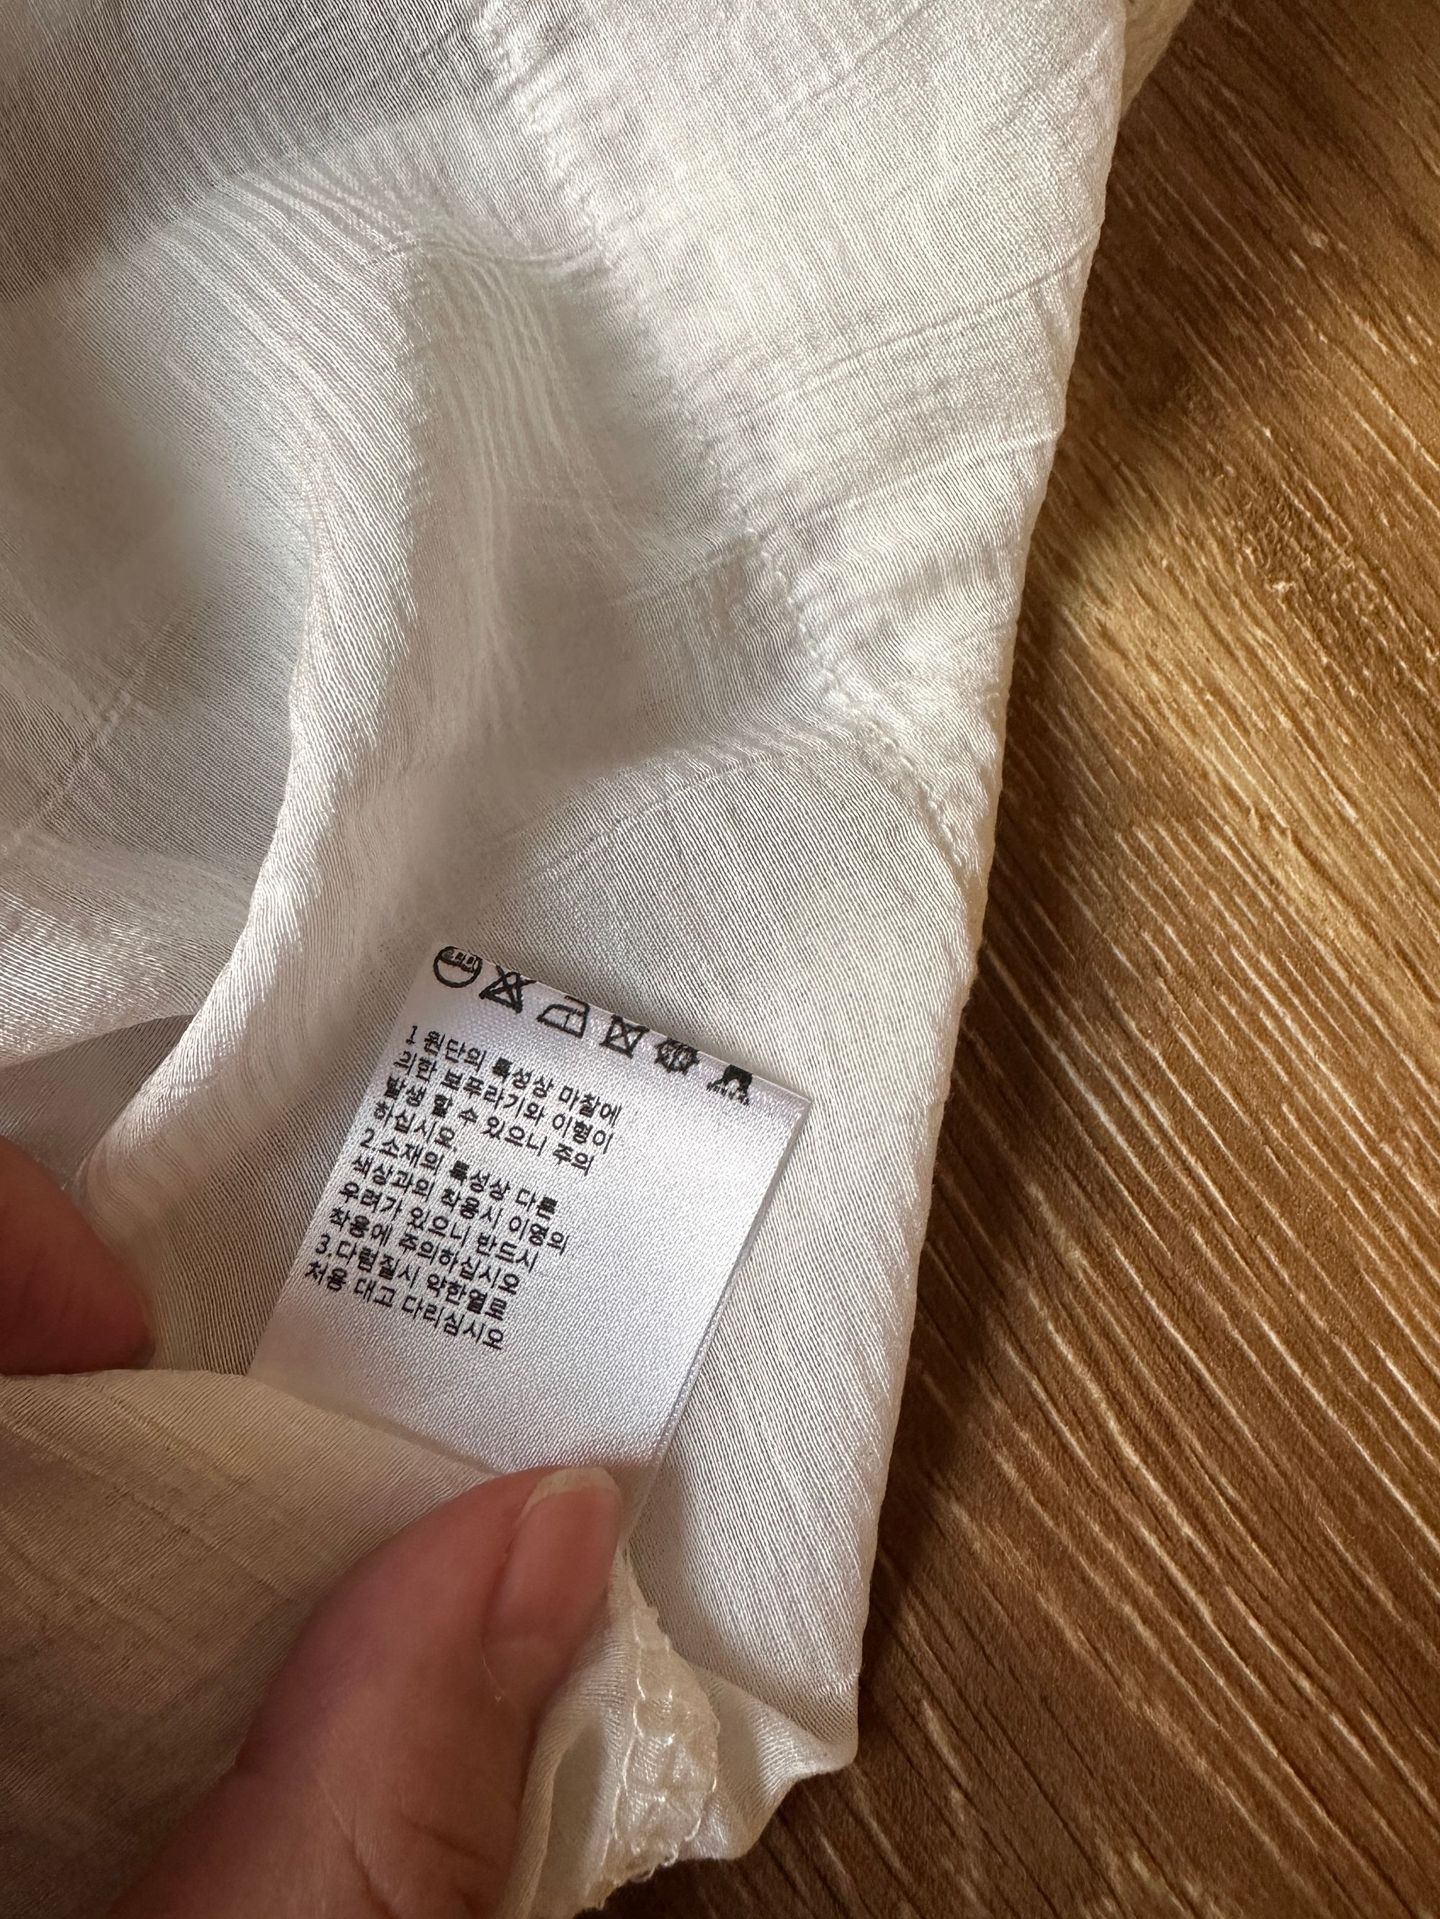 1.원단의 특성상 마찰에
의한 보푸라기와 이형이
발생 할 수 있으니 주의
하십시오.
2.소재의 특성상 다른
색상과의 착용시 이염의
우려가 있으니 반드시
착용에 주의하십시오
3.다림질시 약한열로
처용 대고 다리십시오